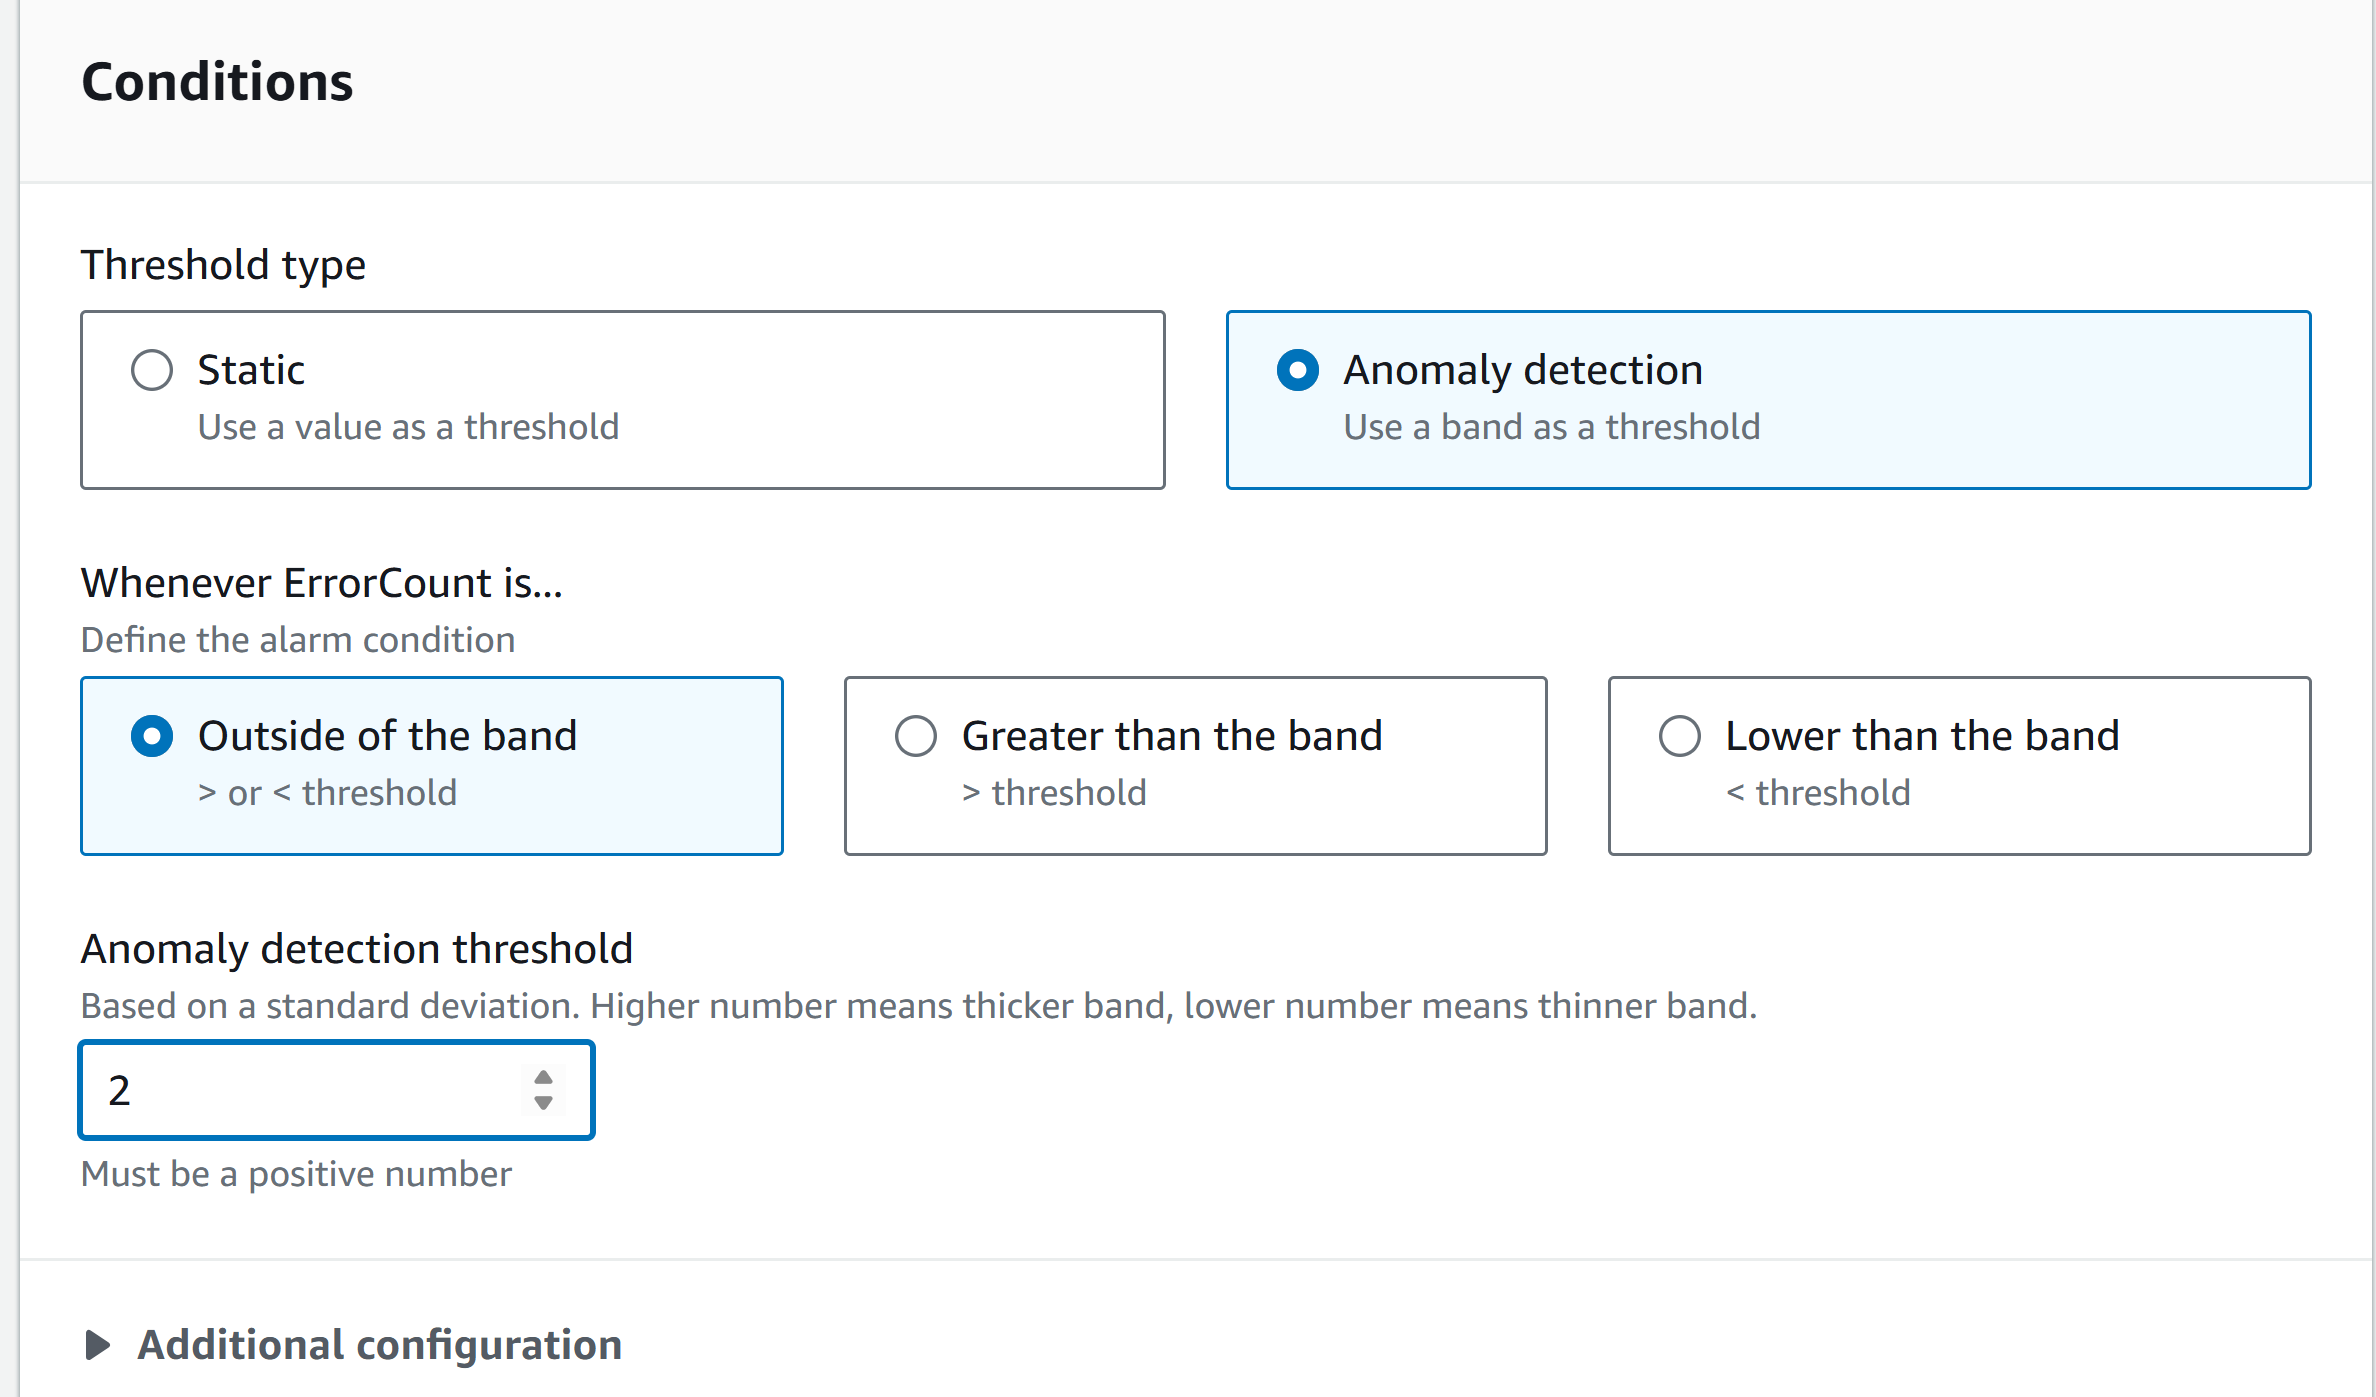 Conditions
Threshold type
Static
Use a value as a threshold
Anomaly detection
Use a band as a threshold
Whenever ErrorCount is...
Define the alarm condition
Outside of the band
> or < threshold
Greater than the band
> threshold
Lower than the band
< threshold
Anomaly detection threshold
Based on a standard deviation. Higher number means thicker band, lower number means thinner band.
2
Must be a positive number
Additional configuration